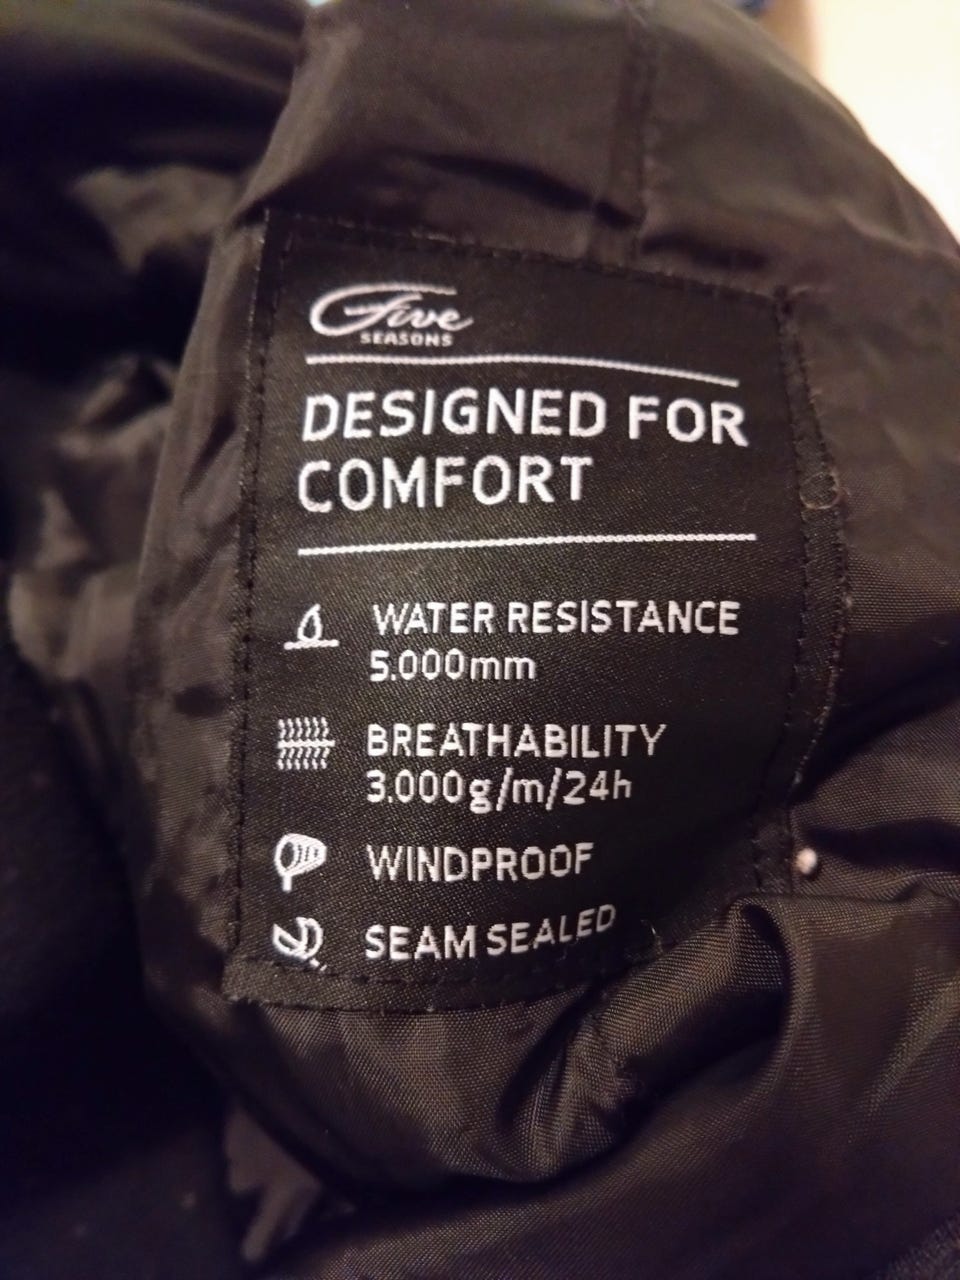 Five
SEASONS
DESIGNED FOR
COMFORT
WATER RESISTANCE
5.000mm
BREATHABILITY
3.000g/m/24h
WINDPROOF
SEAM SEALED